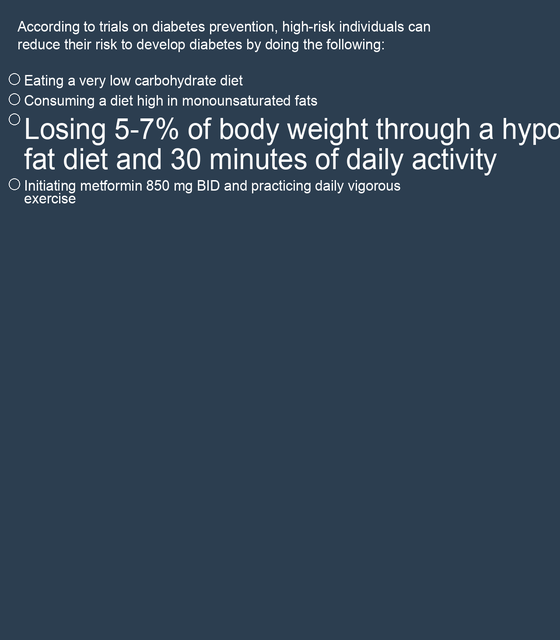 According to trials on diabetes prevention, high-risk individuals can
reduce their risk to develop diabetes by doing the following:
Eating a very low carbohydrate diet
Consuming a diet high in monounsaturated fats
Losing 5-7% of body weight through a hypo
fat diet and 30 minutes of daily activity
Initiating metformin 850 mg BID and practicing daily vigorous
exercise